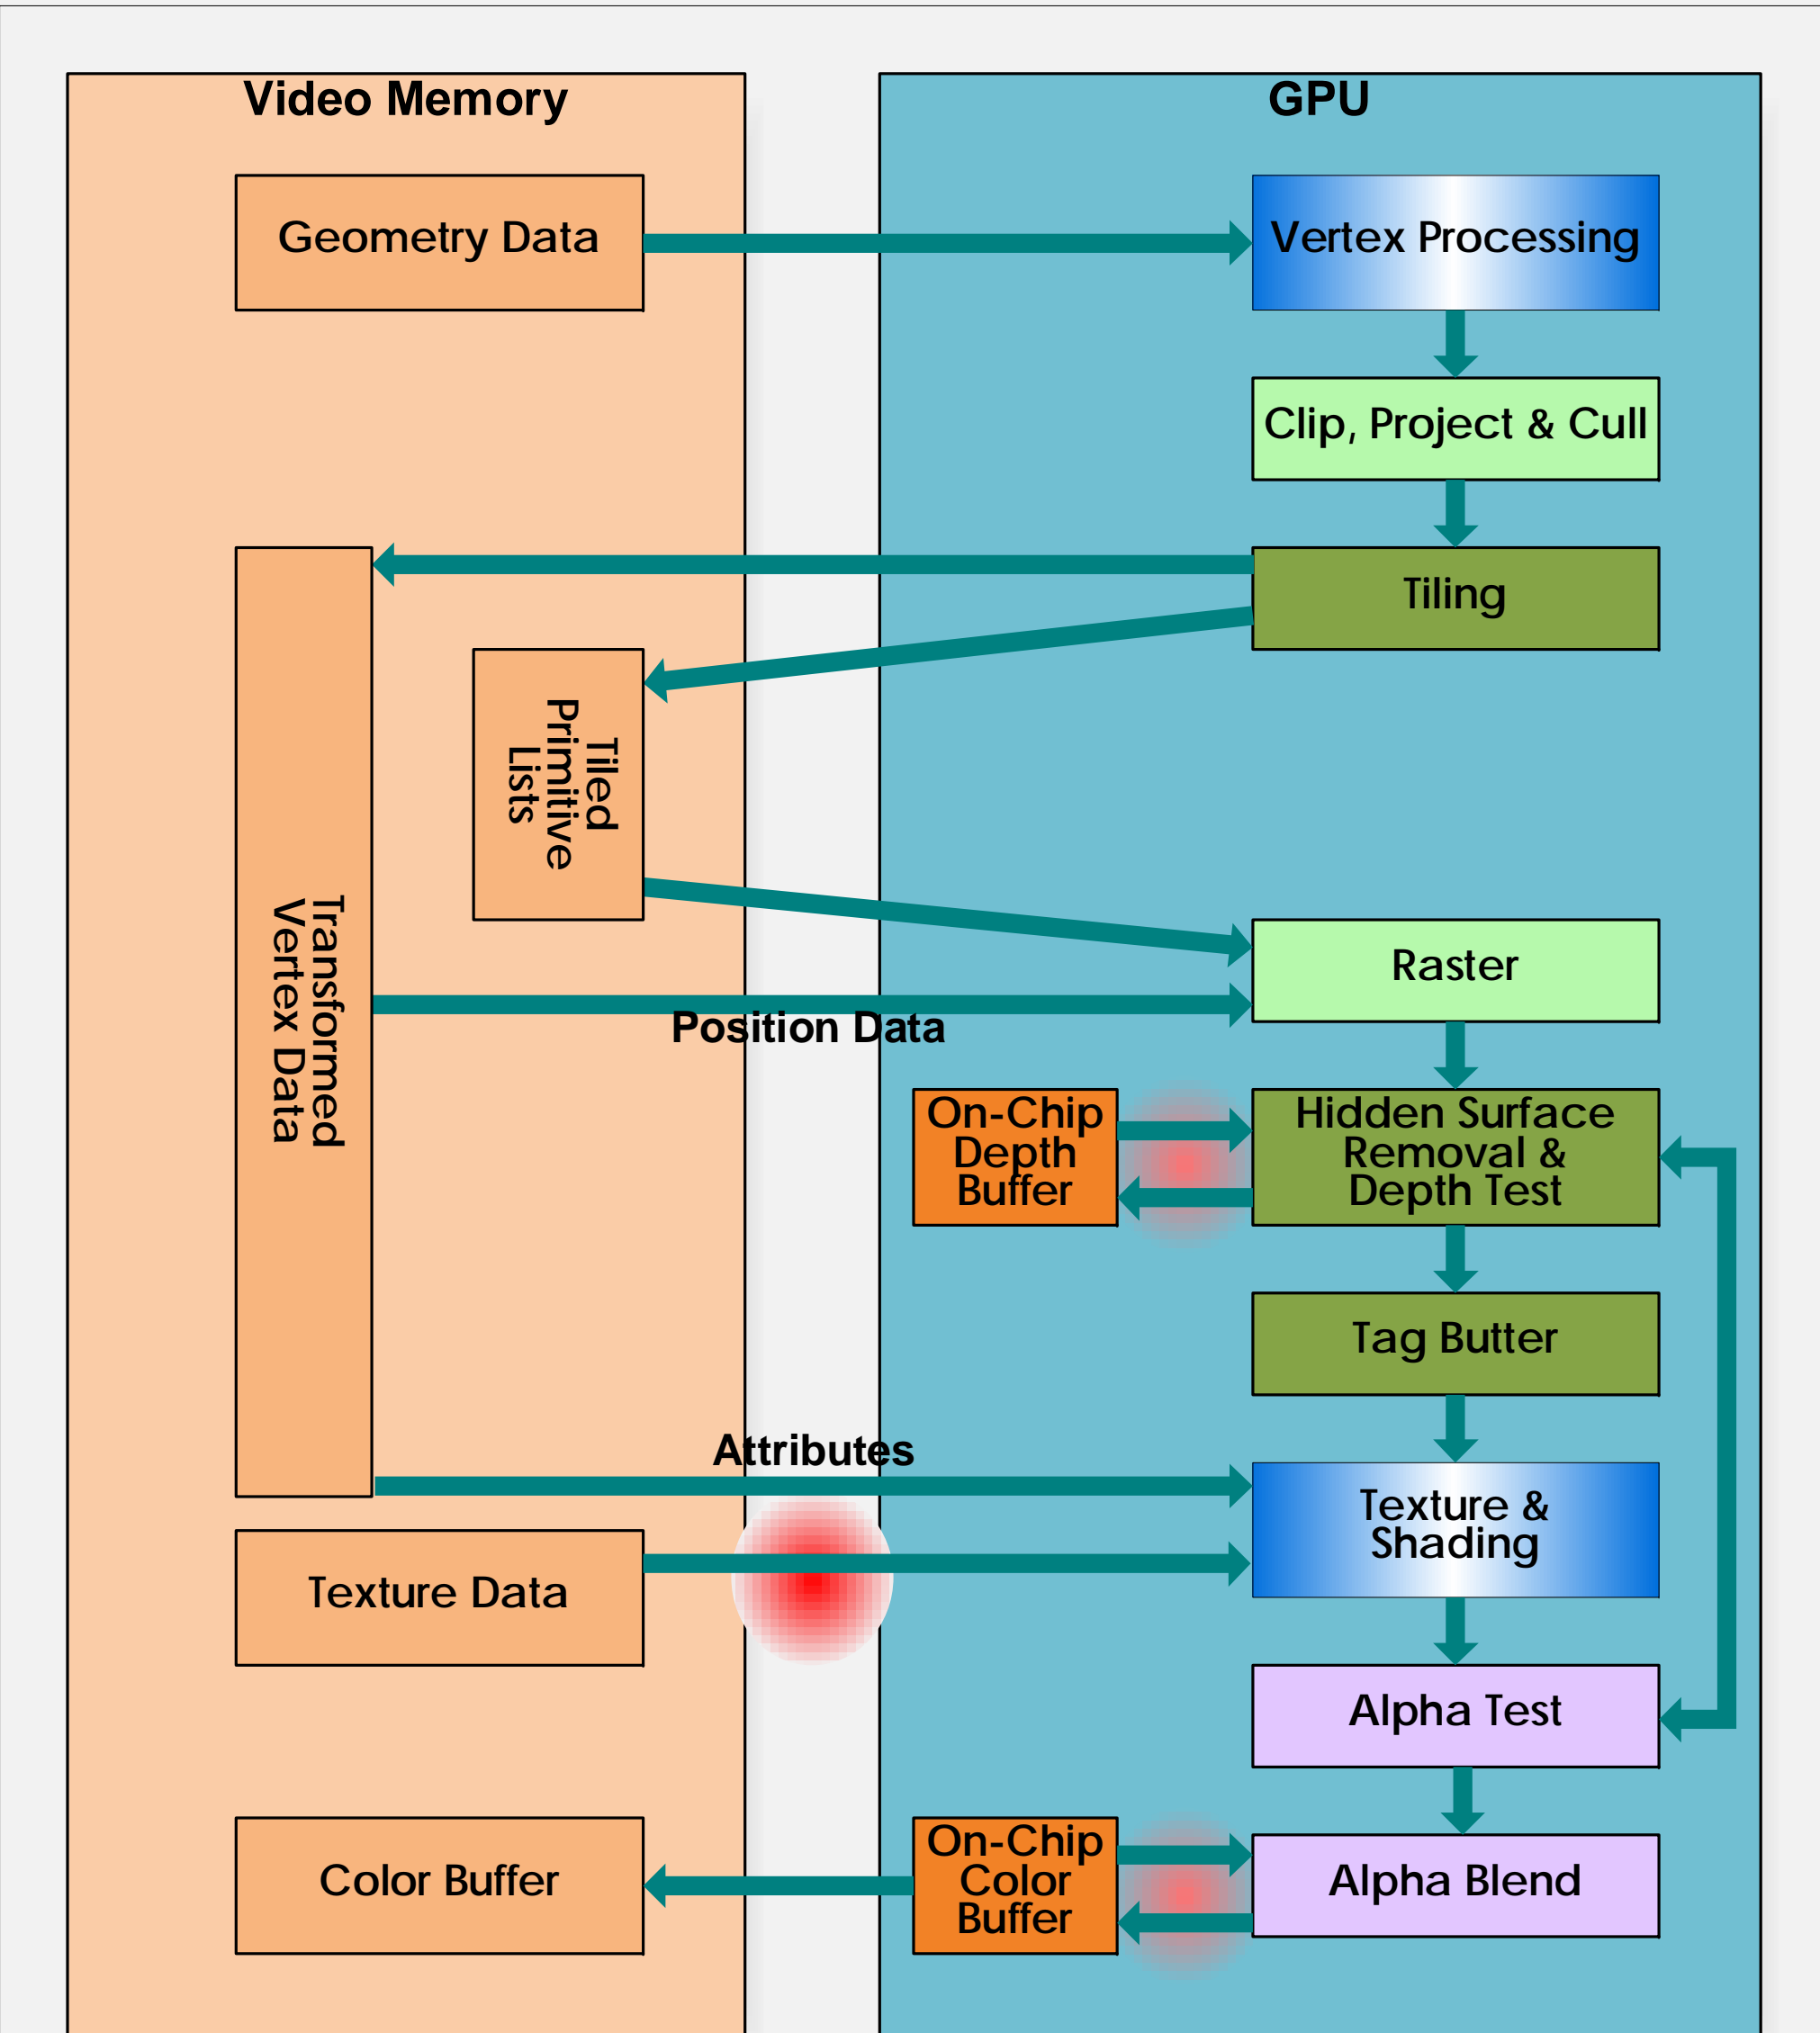 Video Memory
GPU
Geometry Data
Vertex Processing
Clip, Project & Cull
Tiling
Tiled
Primitive
Lists
Transformed
Vertex Data
Raster
Position Data
On-Chip
Depth
Buffer
Hidden Surface
Removal &
Depth Test
Tag Butter
Attributes
Texture &
Shading
Texture Data
Alpha Test
Color Buffer
On-Chip
Color
Buffer
Alpha Blend